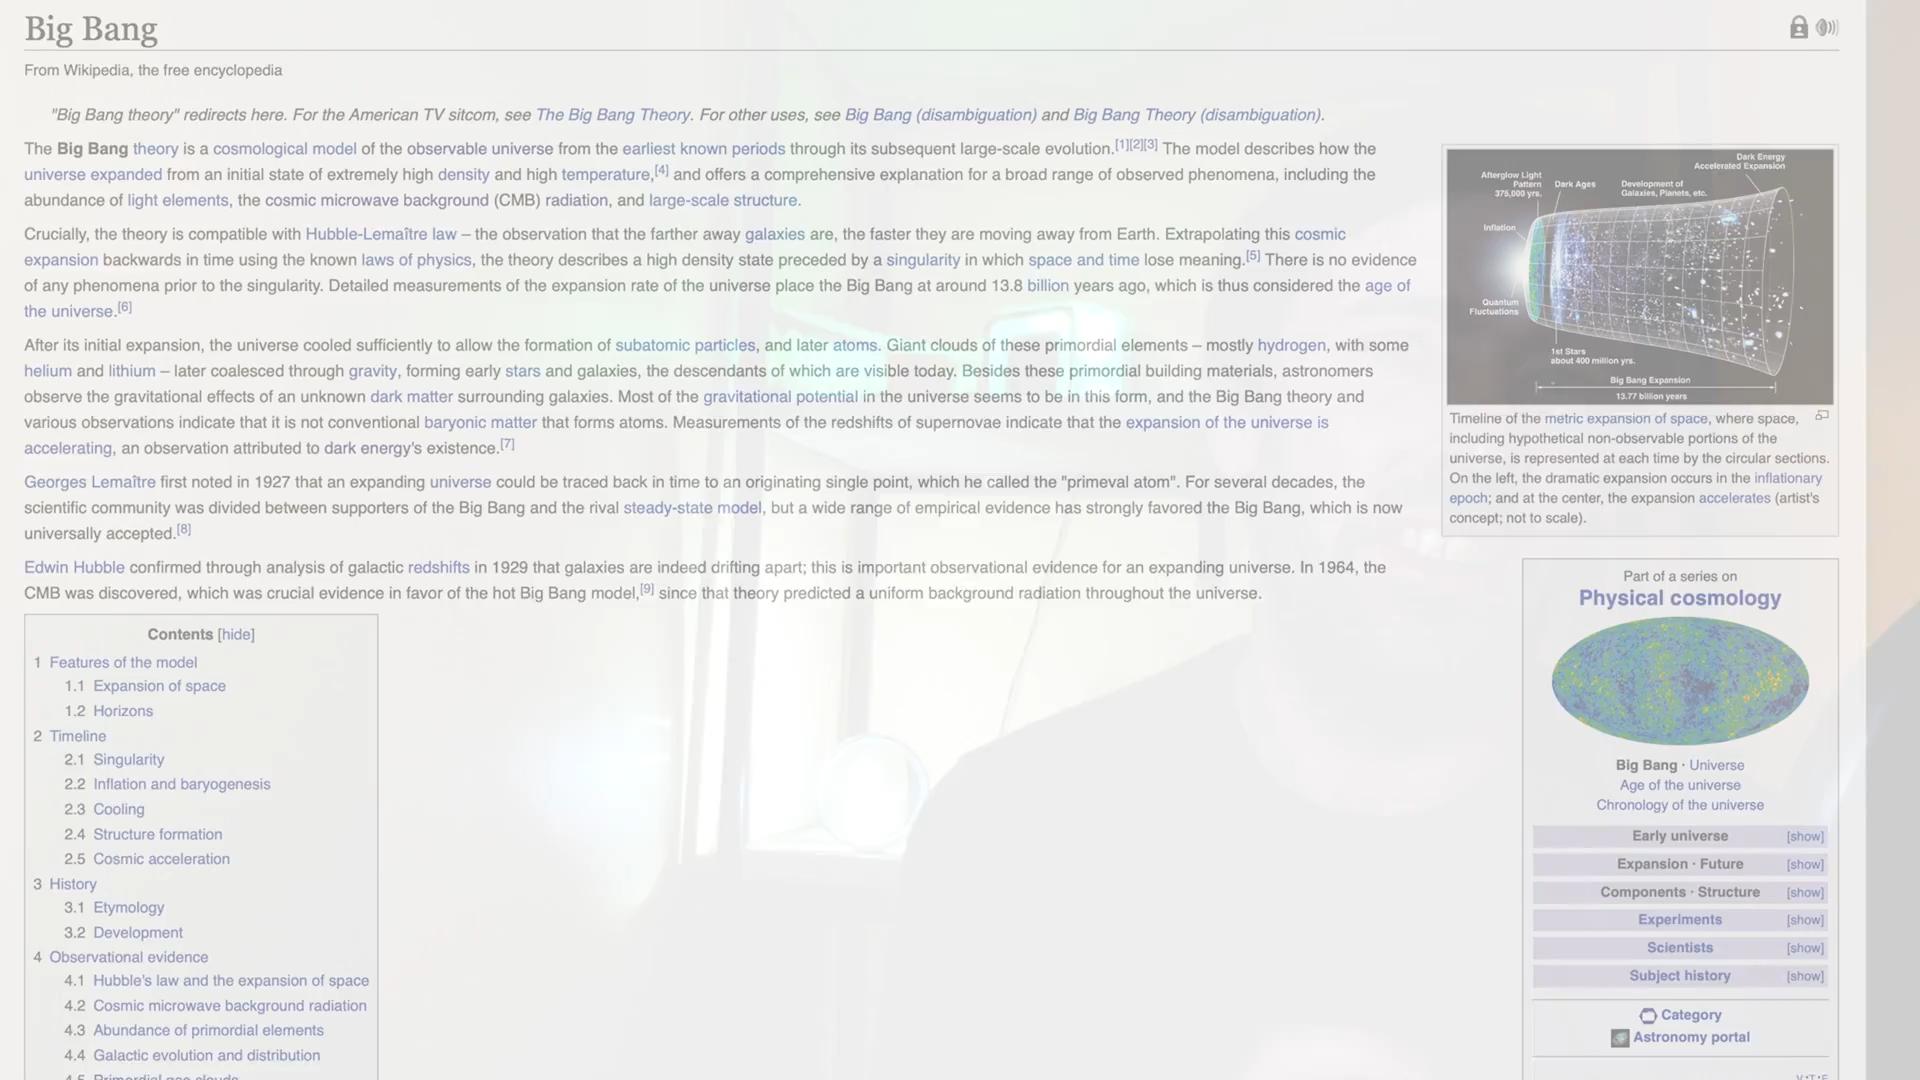 Big Bang
From Wikipedia, the free encyclopedia
"Big Bang theory" redirects here. For the American TV sitcom, see The Big Bang Theory. For other uses, see Big Bang (disambiguation) and Big Bang Theory (disambiguation).
The Big Bang theory is a cosmological model of the observable universe from the earliest known periods through its subsequent large-scale evolution.[1][2][3] The model describes how the
universe expanded from an initial state of extremely high density and high temperature,[4] and offers a comprehensive explanation for a broad range of observed phenomena, including the
abundance of light elements, the cosmic microwave background (CMB) radiation, and large-scale structure.
Crucially, the theory is compatible with Hubble-Lemaître law – the observation that the farther away galaxies are, the faster they are moving away from Earth. Extrapolating this cosmic
expansion backwards in time using the known laws of physics, the theory describes a high density state preceded by a singularity in which space and time lose meaning.[5] There is no evidence
of any phenomena prior to the singularity. Detailed measurements of the expansion rate of the universe place the Big Bang at around 13.8 billion years ago, which is thus considered the age of
the universe.[6]
After its initial expansion, the universe cooled sufficiently to allow the formation of subatomic particles, and later atoms. Giant clouds of these primordial elements – mostly hydrogen, with some
helium and lithium – later coalesced through gravity, forming early stars and galaxies, the descendants of which are visible today. Besides these primordial building materials, astronomers
observe the gravitational effects of an unknown dark matter surrounding galaxies. Most of the gravitational potential in the universe seems to be in this form, and the Big Bang theory and
various observations indicate that it is not conventional baryonic matter that forms atoms. Measurements of the redshifts of supernovae indicate that the expansion of the universe is
accelerating, an observation attributed to dark energy's existence.[7]
Georges Lemaître first noted in 1927 that an expanding universe could be traced back in time to an originating single point, which he called the "primeval atom". For several decades, the
scientific community was divided between supporters of the Big Bang and the rival steady-state model, but a wide range of empirical evidence has strongly favored the Big Bang, which is now
universally accepted.[8]
Edwin Hubble confirmed through analysis of galactic redshifts in 1929 that galaxies are indeed drifting apart; this is important observational evidence for an expanding universe. In 1964, the
CMB was discovered, which was crucial evidence in favor of the hot Big Bang model,[9] since that theory predicted a uniform background radiation throughout the universe.
Contents [hide]
1 Features of the model
1.1 Expansion of space
1.2 Horizons
2 Timeline
2.1 Singularity
2.2 Inflation and baryogenesis
2.3 Cooling
2.4 Structure formation
2.5 Cosmic acceleration
3 History
3.1 Etymology
3.2 Development
4 Observational evidence
4.1 Hubble's law and the expansion of space
4.2 Cosmic microwave background radiation
4.3 Abundance of primordial elements
4.4 Galactic evolution and distribution
4.5 Primordial gas clouds
Dark Energy
Accelerated Expansion
Afterglow Light
Pattern
375,000 yrs.
Dark Ages
Development of
Galaxies, Planets, etc.
Inflation
Quantum
Fluctuations
1st Stars
about 400 million yrs.
Big Bang Expansion
13.77 billion years
Timeline of the metric expansion of space, where space,
including hypothetical non-observable portions of the
universe, is represented at each time by the circular sections.
On the left, the dramatic expansion occurs in the inflationary
epoch; and at the center, the expansion accelerates (artist's
concept; not to scale).
Part of a series on
Physical cosmology
Big Bang · Universe
Age of the universe
Chronology of the universe
Early universe [show]
Expansion · Future [show]
Components · Structure [show]
Experiments [show]
Scientists [show]
Subject history [show]
Category
Astronomy portal
V·T·E